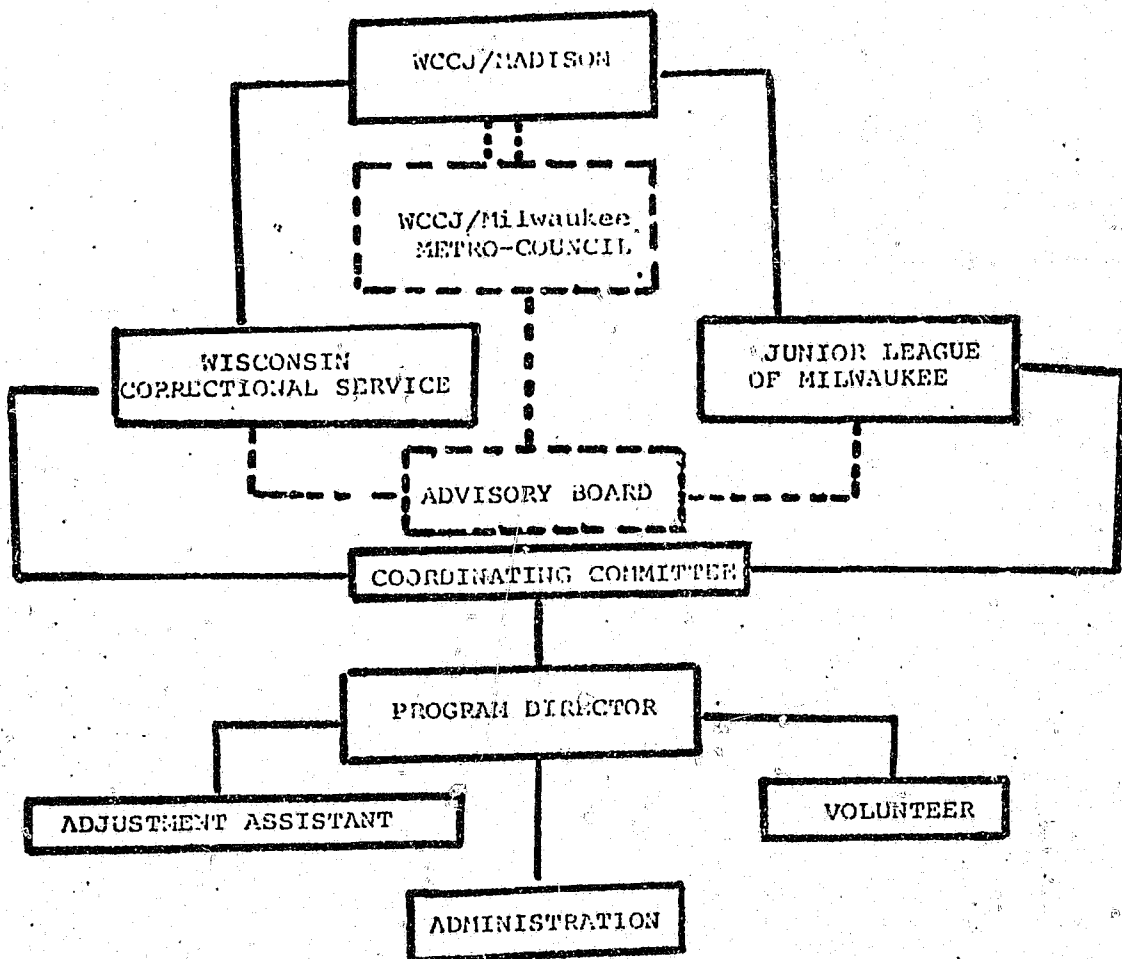 WCCJ/MADISON
WCCJ/Milwaukee
METRO-COUNCIL
WISCONSIN
CORRECTIONAL SERVICE
JUNIOR LEAGUE
OF MILWAUKEE
ADVISORY BOARD
COORDINATING COMMITTEE
PROGRAM DIRECTOR
ADJUSTMENT ASSISTANT
VOLUNTEER
ADMINISTRATION